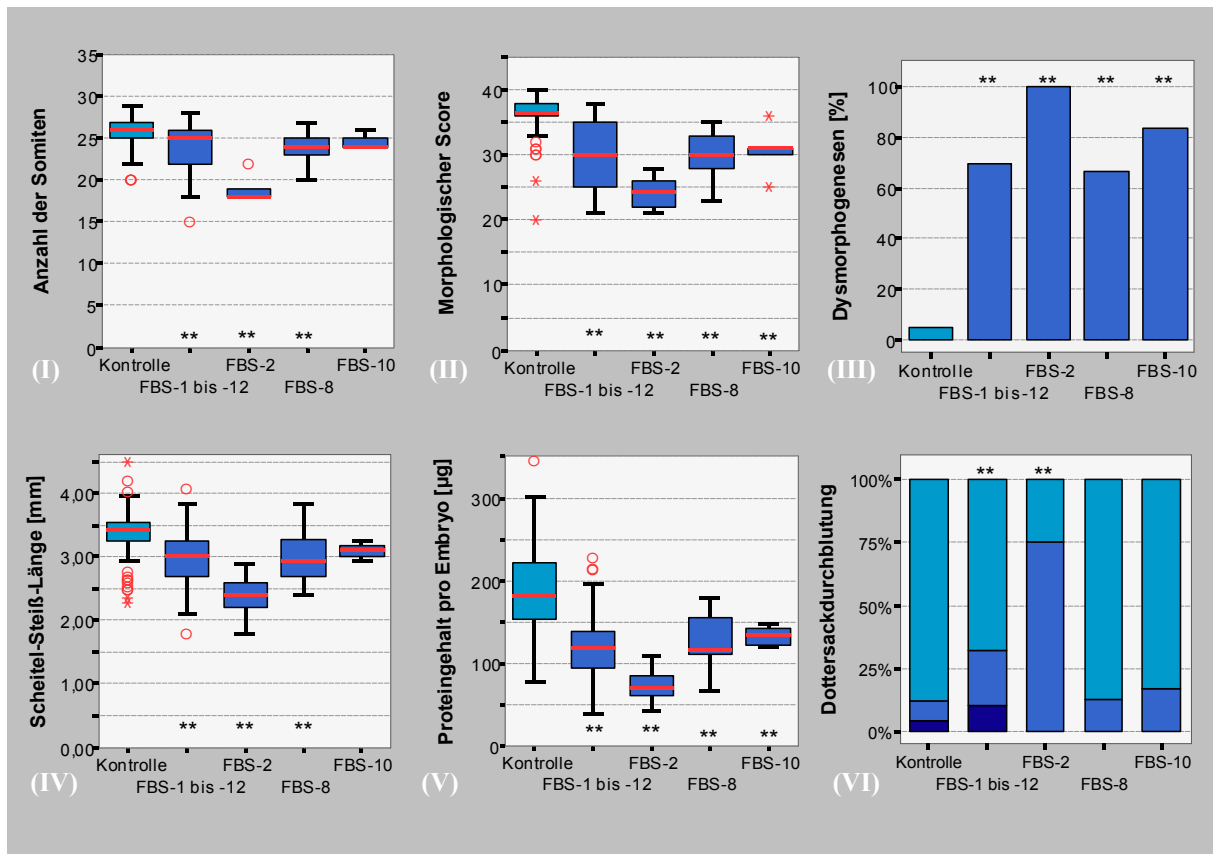 35
30
25
20
15
10
5
0
Anzahl der Somiten
** ** **
Kontrolle FBS-2 FBS-10
FBS-1 bis -12 FBS-8
(I)
40
30
20
10
0
Morphologischer Score
** ** ** **
Kontrolle FBS-2 FBS-10
FBS-1 bis -12 FBS-8
(II)
100
80
60
40
20
0
Dysmorphogenesen [%]
** ** ** **
Kontrolle FBS-2 FBS-10
FBS-1 bis -12 FBS-8
(III)
4,00
3,00
2,00
1,00
0,00
Scheitel-Steiß-Länge [mm]
** ** **
Kontrolle FBS-2 FBS-10
FBS-1 bis -12 FBS-8
(IV)
300
200
100
0
Proteingehalt pro Embryo [µg]
** ** ** **
Kontrolle FBS-2 FBS-10
FBS-1 bis -12 FBS-8
(V)
100%
75%
50%
25%
0%
Dottersackdurchblutung
** **
Kontrolle FBS-2 FBS-10
FBS-1 bis -12 FBS-8
(VI)